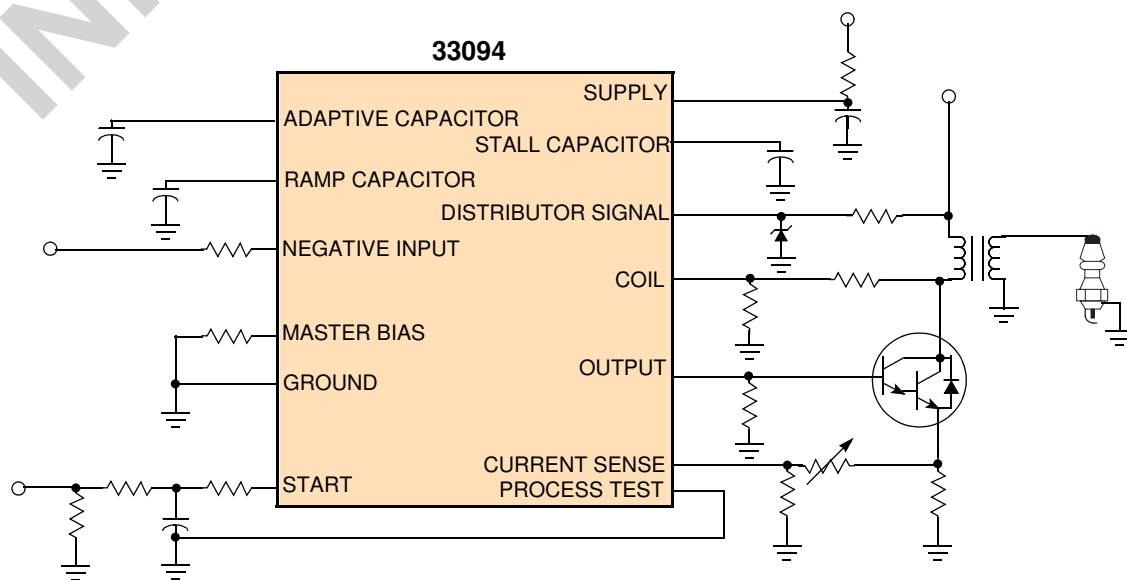 33094
ADAPTIVE CAPACITOR
RAMP CAPACITOR
NEGATIVE INPUT
MASTER BIAS
GROUND
START
SUPPLY
STALL CAPACITOR
DISTRIBUTOR SIGNAL
COIL
OUTPUT
CURRENT SENSE
PROCESS TEST